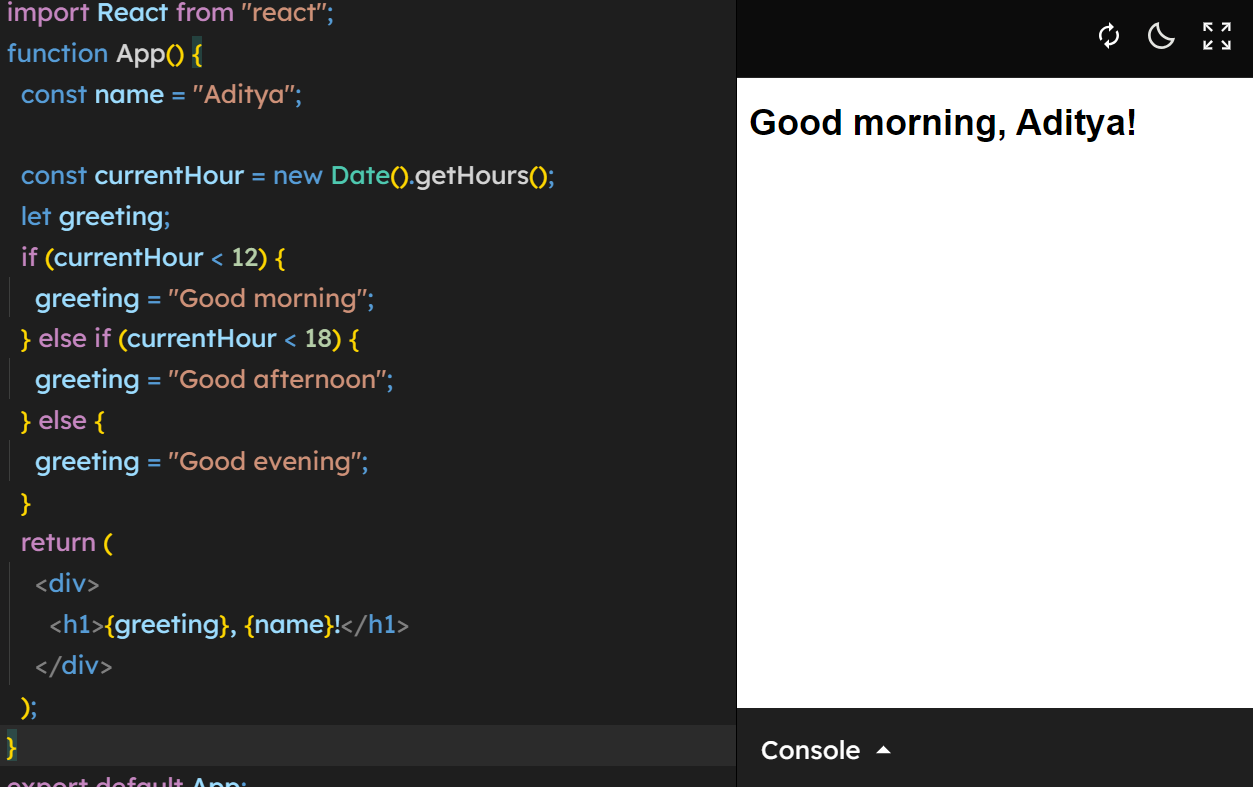 import React from "react";
function App() {
const name = "Aditya";
const currentHour = new Date().getHours();
let greeting;
if (currentHour < 12) {
greeting = "Good morning";
} else if (currentHour < 18) {
greeting = "Good afternoon";
} else {
greeting = "Good evening";
}
return (
<div>
<h1>{greeting}, {name}!</h1>
</div>
);
}
export default App;
Good morning, Aditya!
Console